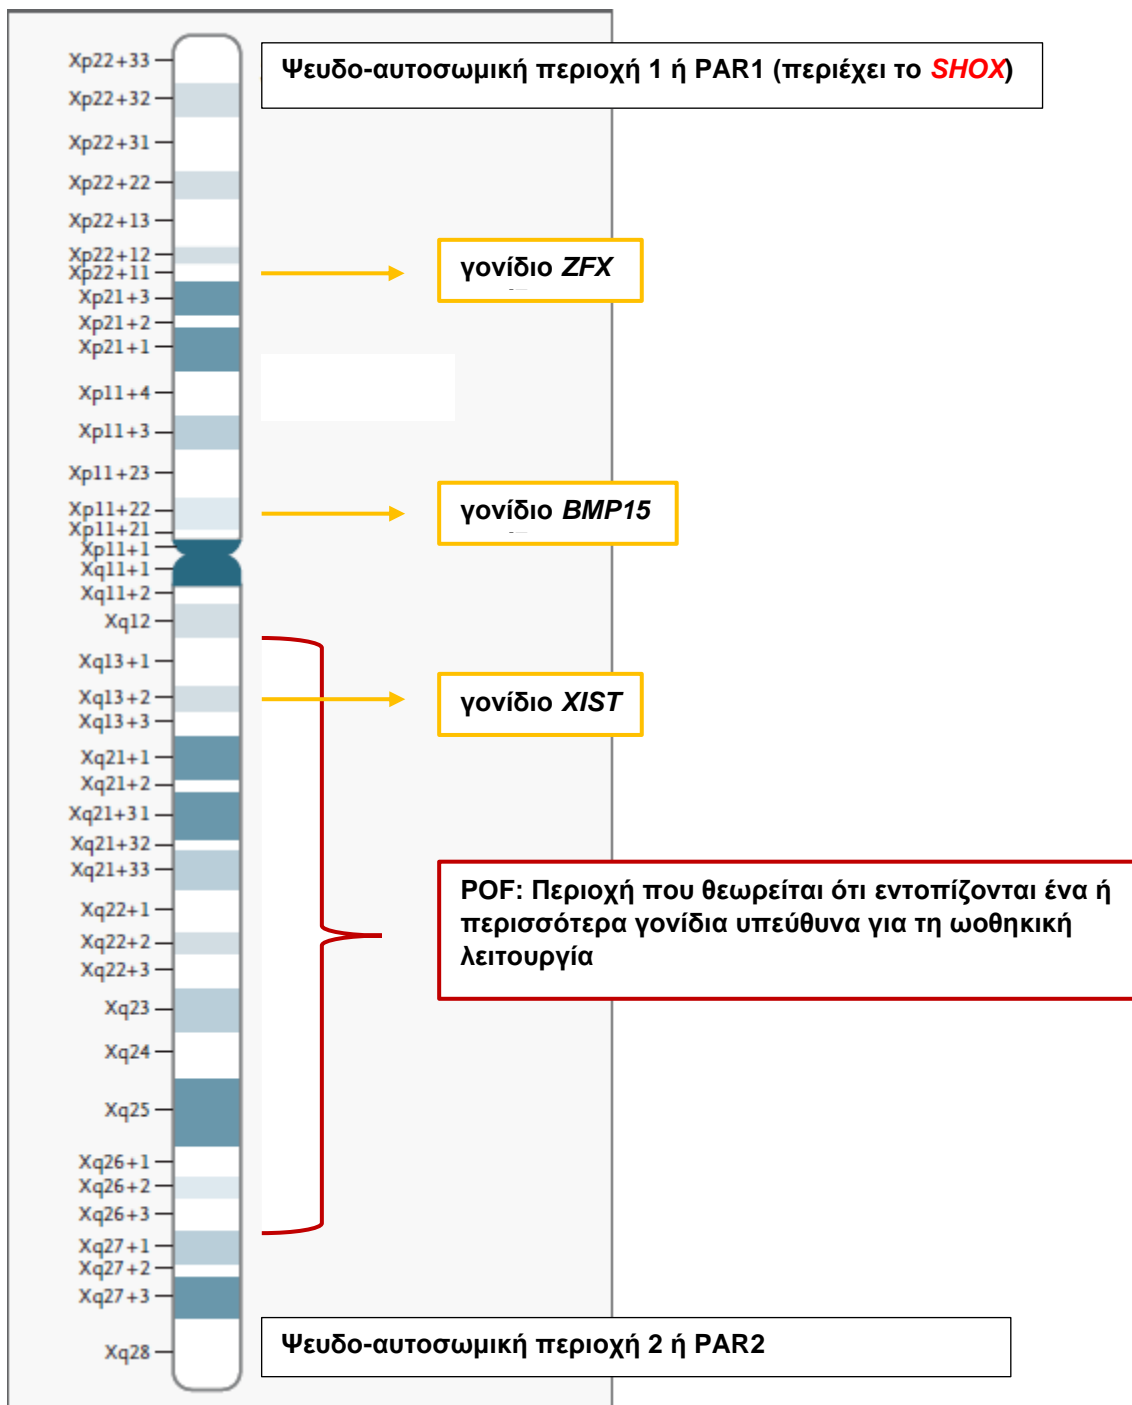 Xp22+33
Ψευδο-αυτοσωμική περιοχή 1 ή PAR1 (περιέχει το SHOX)
Xp22+32
Xp22+31
Xp22+22
Xp22+13
Xp22+12
Xp22+11
γονίδιο ZFX
Xp21+3
Xp21+2
Xp21+1
Xp11+4
Xp11+3
Xp11+23
Xp11+22
γονίδιο BMP15
Xp11+21
Xp11+1
Xq11+1
Xq11+2
Xq12
Xq13+1
Xq13+2
γονίδιο XIST
Xq13+3
Xq21+1
Xq21+2
Xq21+31
Xq21+32
Xq21+33
POF: Περιοχή που θεωρείται ότι εντοπίζονται ένα ή
περισσότερα γονίδια υπεύθυνα για τη ωοθηκική
λειτουργία
Xq22+1
Xq22+2
Xq22+3
Xq23
Xq24
Xq25
Xq26+1
Xq26+2
Xq26+3
Xq27+1
Xq27+2
Xq27+3
Ψευδο-αυτοσωμική περιοχή 2 ή PAR2
Xq28